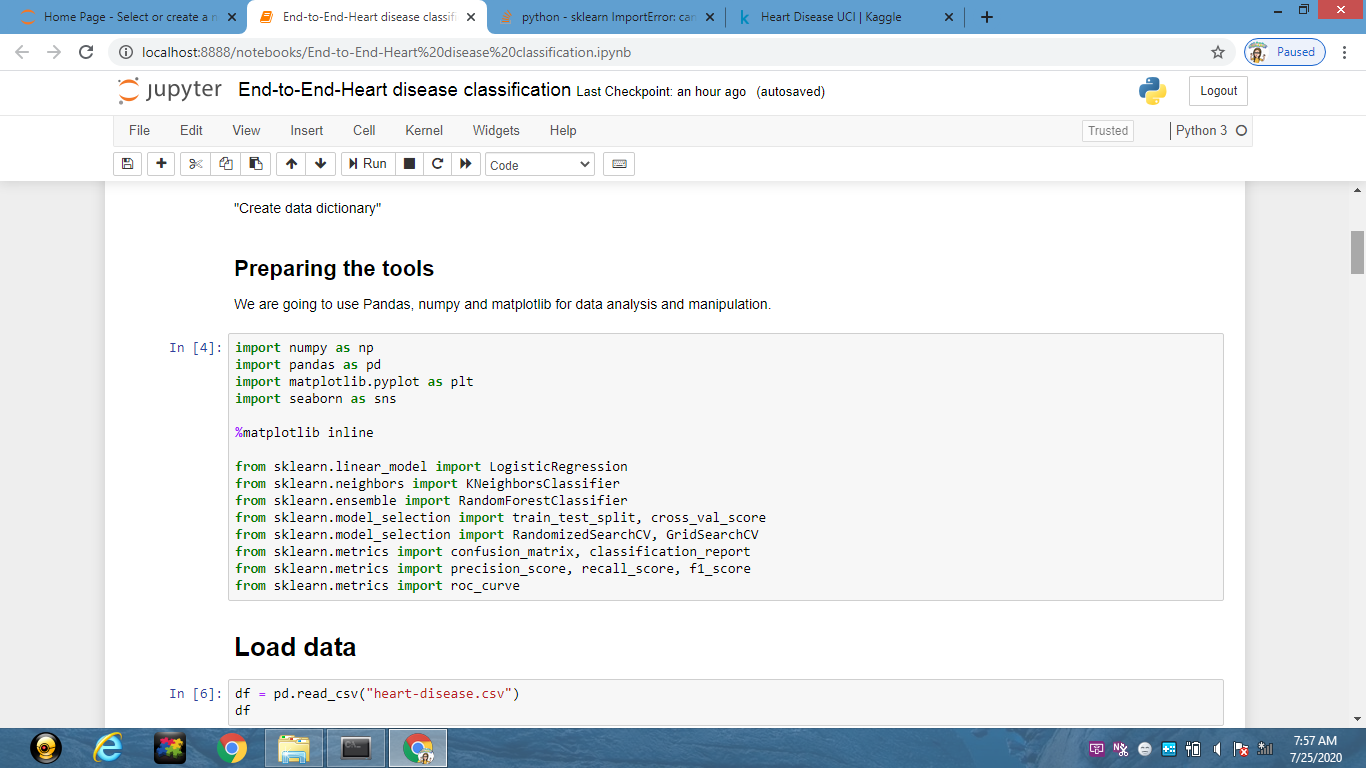 Home Page - Select or create a n
End-to-End-Heart disease classifi
python - sklearn ImportError: can
Heart Disease UCI | Kaggle
localhost:8888/notebooks/End-to-End-Heart%20disease%20classification.ipynb
Paused
jupyter End-to-End-Heart disease classification Last Checkpoint: an hour ago (autosaved)
Logout
File Edit View Insert Cell Kernel Widgets Help
Trusted
Python 3
Run
Code
"Create data dictionary"
Preparing the tools
We are going to use Pandas, numpy and matplotlib for data analysis and manipulation.
In [4]:
import numpy as np
import pandas as pd
import matplotlib.pyplot as plt
import seaborn as sns
%matplotlib inline
from sklearn.linear_model import LogisticRegression
from sklearn.neighbors import KNeighborsClassifier
from sklearn.ensemble import RandomForestClassifier
from sklearn.model_selection import train_test_split, cross_val_score
from sklearn.model_selection import RandomizedSearchCV, GridSearchCV
from sklearn.metrics import confusion_matrix, classification_report
from sklearn.metrics import precision_score, recall_score, f1_score
from sklearn.metrics import roc_curve
Load data
In [6]:
df = pd.read_csv("heart-disease.csv")
df
7:57 AM
7/25/2020